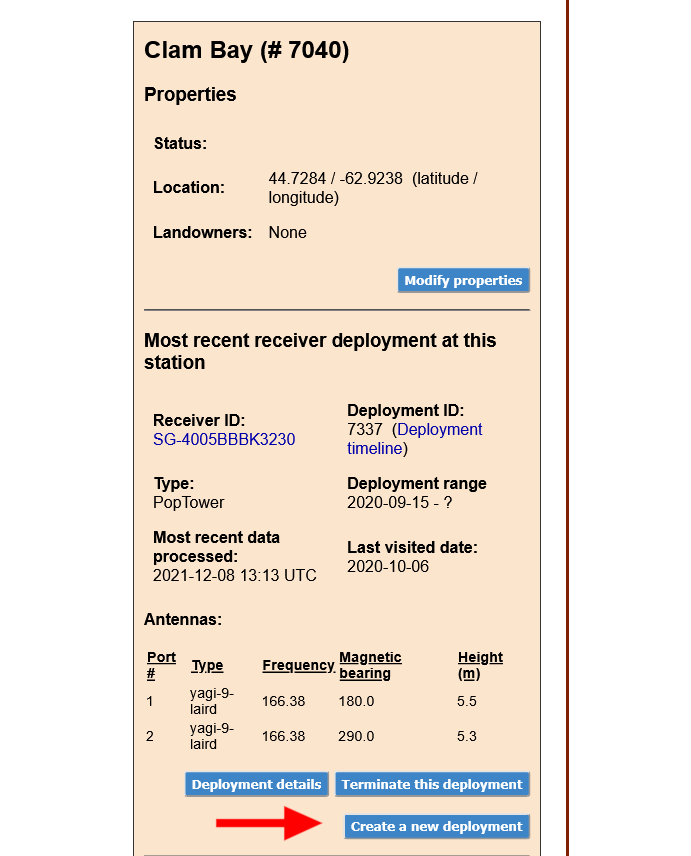 Clam Bay (# 7040)
Properties
Status:
Location: 44.7284 / -62.9238 (latitude /
longitude)
Landowners: None
Modify properties
Most recent receiver deployment at this
station
Receiver ID:
SG-4005BBBK3230
Deployment ID:
7337 (Deployment
timeline)
Type:
PopTower
Deployment range
2020-09-15 - ?
Most recent data
processed:
2021-12-08 13:13 UTC
Last visited date:
2020-10-06
Antennas:
Port # Type Frequency Magnetic bearing Height (m)
1 yagi-9-laird 166.38 180.0 5.5
2 yagi-9-laird 166.38 290.0 5.3
Deployment details Terminate this deployment
Create a new deployment